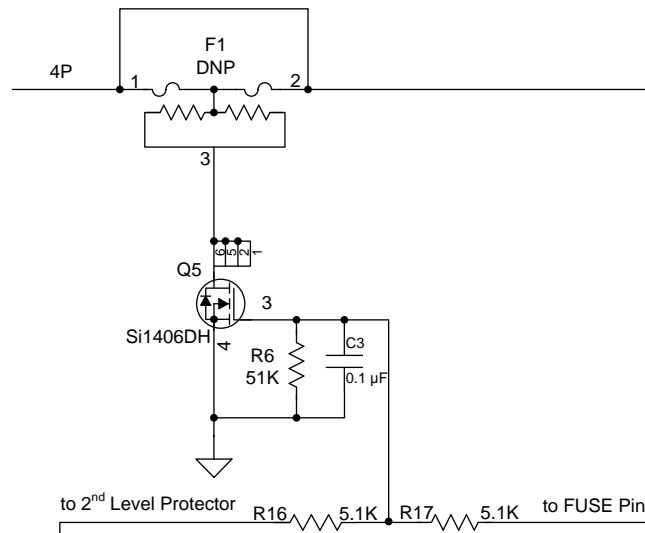 F1
DNP
4P
1
2
3
6
5
2
1
Q5
3
Si1406DH
4
R6
51K
C3
0.1 µF
to 2nd Level Protector
R16
5.1K
R17
5.1K
to FUSE Pin